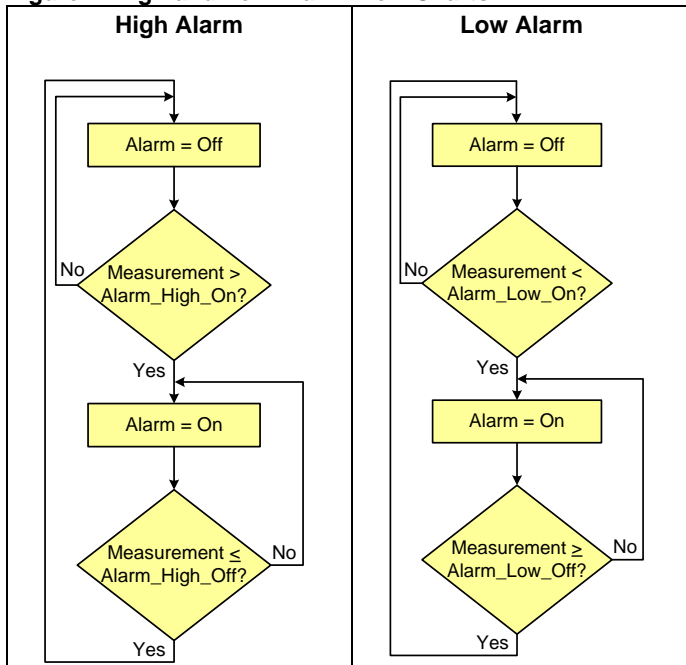 High Alarm
Alarm = Off
No
Measurement >
Alarm_High_On?
Yes
Alarm = On
Measurement ≤
Alarm_High_Off?
No
Yes
Low Alarm
Alarm = Off
No
Measurement <
Alarm_Low_On?
Yes
Alarm = On
Measurement ≥
Alarm_Low_Off?
No
Yes